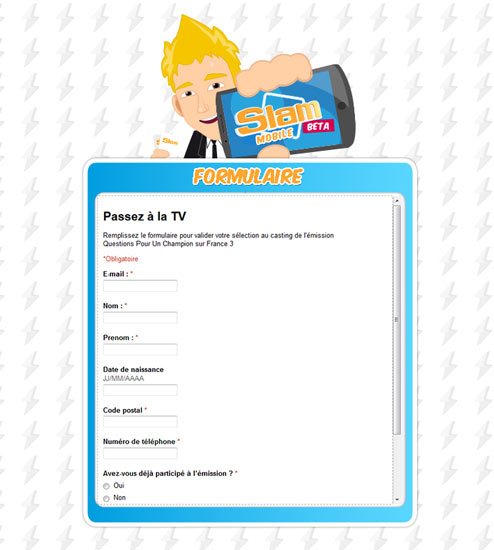 Slam
MOBILE
BETA
Slam
FORMULAIRE
Passez à la TV
Remplissez le formulaire pour valider votre sélection au casting de l'émission
Questions Pour Un Champion sur France 3
*Obligatoire
E-mail : *
Nom : *
Prenom : *
Date de naissance
JJ/MM/AAAA
Code postal *
Numéro de téléphone *
Avez-vous déjà participé à l'émission ? *
Oui
Non